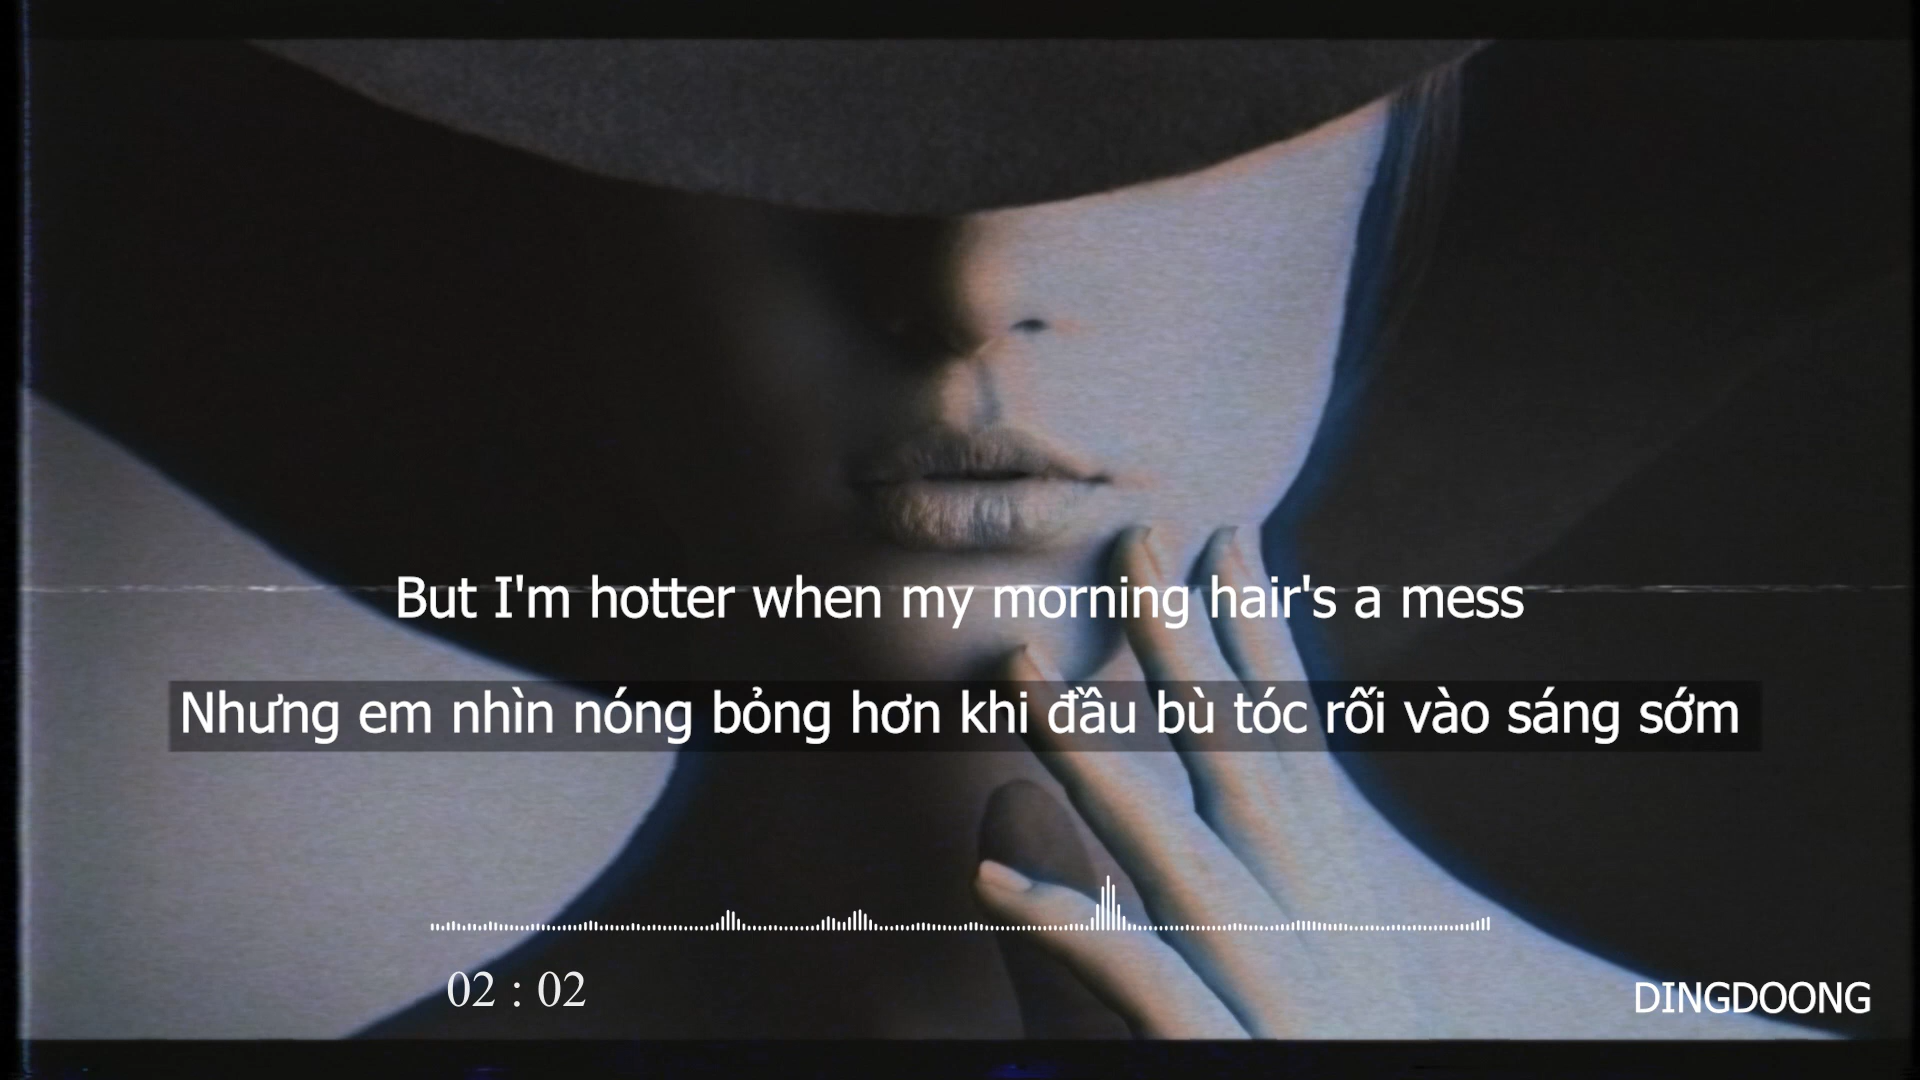 But I'm hotter when my morning hair's a mess
Nhưng em nhìn nóng bỏng hơn khi đầu bù tóc rối vào sáng sớm
02 : 02
DINGDOONG